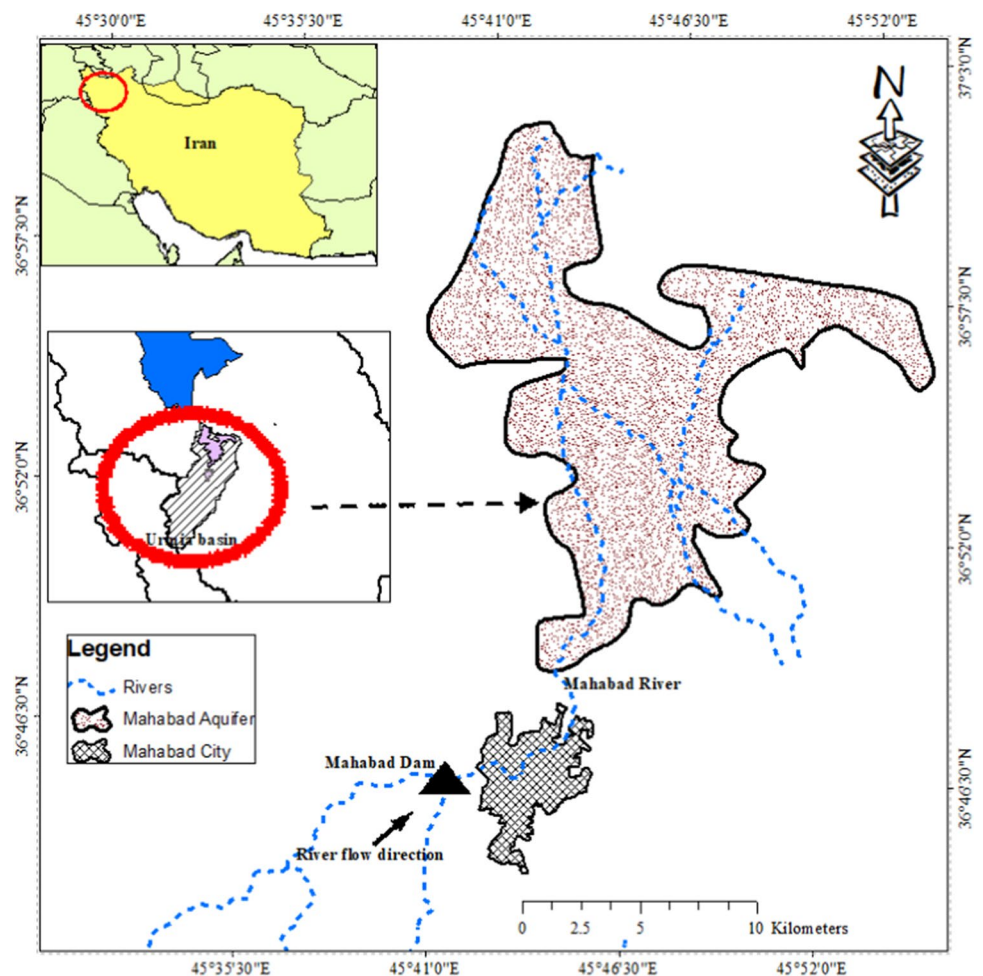 45°30'0"E 45°35'30"E 45°41'0"E 45°46'30"E 45°52'0"E
37°3'0"N
N
Iran
36°57'30"N
36°57'30"N
36°52'0"N
Urmia basin
36°52'0"N
Legend
Rivers
Mahabad Aquifer
Mahabad City
Mahabad River
36°46'30"N
Mahabad Dam
36°46'30"N
River flow direction
0 2.5 5 10 Kilometers
45°35'30"E 45°41'0"E 45°46'30"E 45°52'0"E